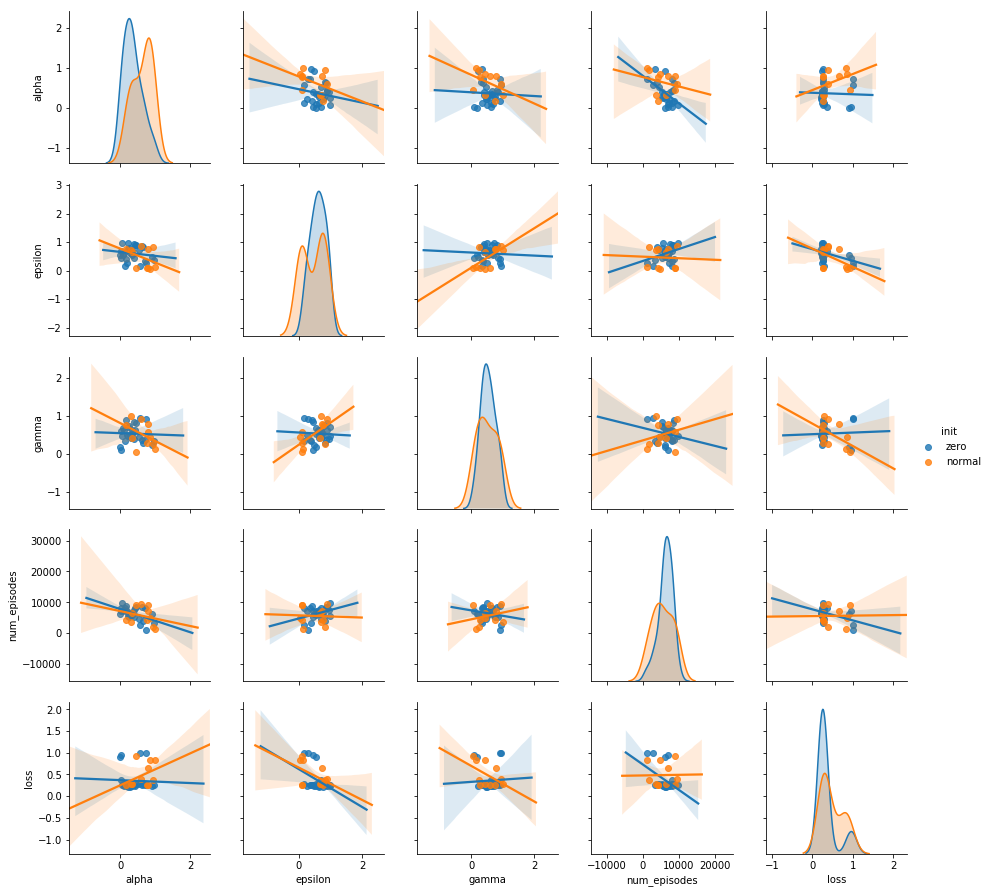 2
1
0
−1
alpha
3
2
1
0
−1
−2
epsilon
2
1
0
−1
gamma
init
zero
normal
30000
20000
10000
0
−10000
num_episodes
2.0
1.5
1.0
0.5
0.0
−0.5
−1.0
loss
0 2
alpha
0 2
epsilon
0 2
gamma
−10000 0 10000 20000
num_episodes
−1 0 1 2
loss